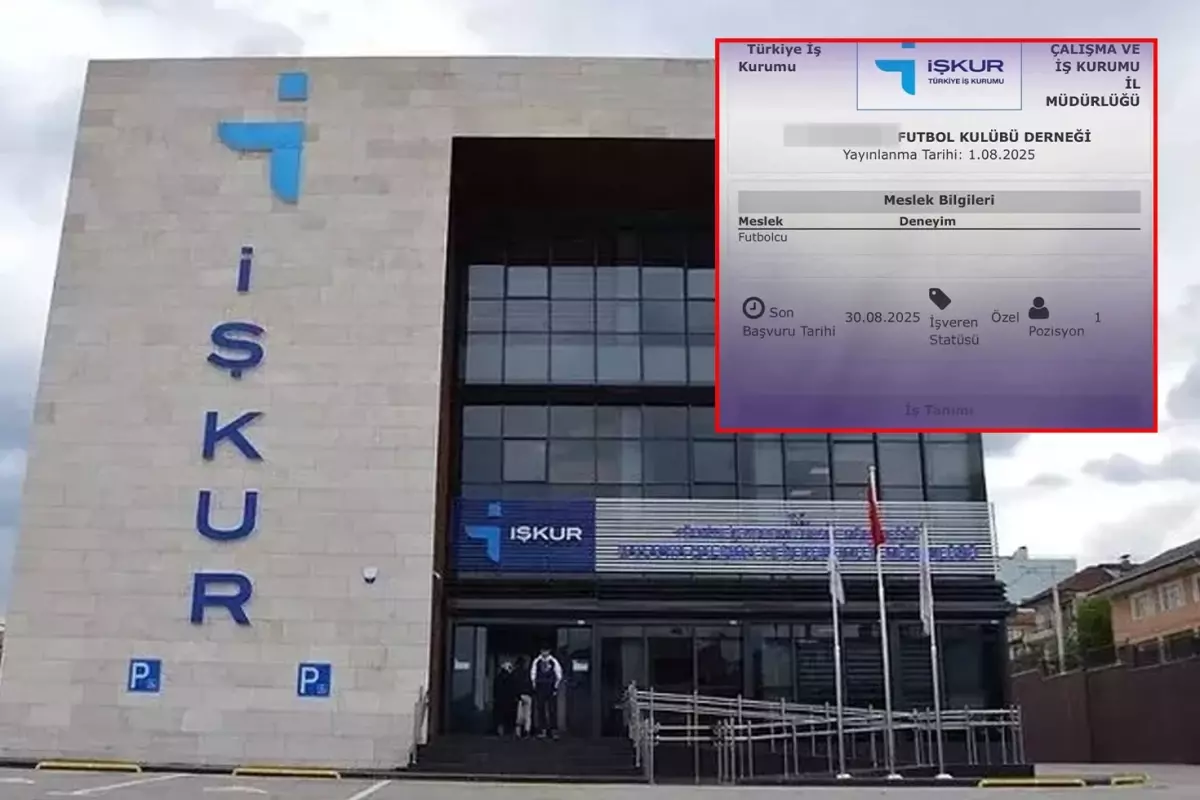 İŞKUR
P
P
İŞKUR
Türkiye İş
Kurumu
İŞKUR
TÜRKİYE İŞ KURUMU
ÇALIŞMA VE
İŞ KURUMU
İL
MÜDÜRLÜĞÜ
FUTBOL KULÜBÜ DERNEĞİ
Yayınlanma Tarihi: 1.08.2025
Meslek Bilgileri
Meslek Deneyim
Futbolcu
Son
Başvuru Tarihi
30.08.2025
İşveren
Statüsü
Özel
Pozisyon
1
İş Tanımı